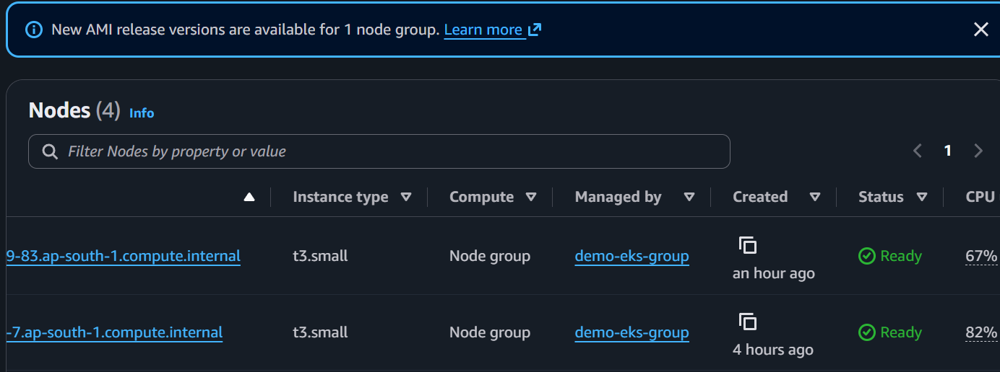 New AMI release versions are available for 1 node group. Learn more
Nodes (4) Info
Filter Nodes by property or value
1
Instance type Compute Managed by Created Status CPU
9-83.ap-south-1.compute.internal t3.small Node group demo-eks-group an hour ago Ready 67%
-7.ap-south-1.compute.internal t3.small Node group demo-eks-group 4 hours ago Ready 82%